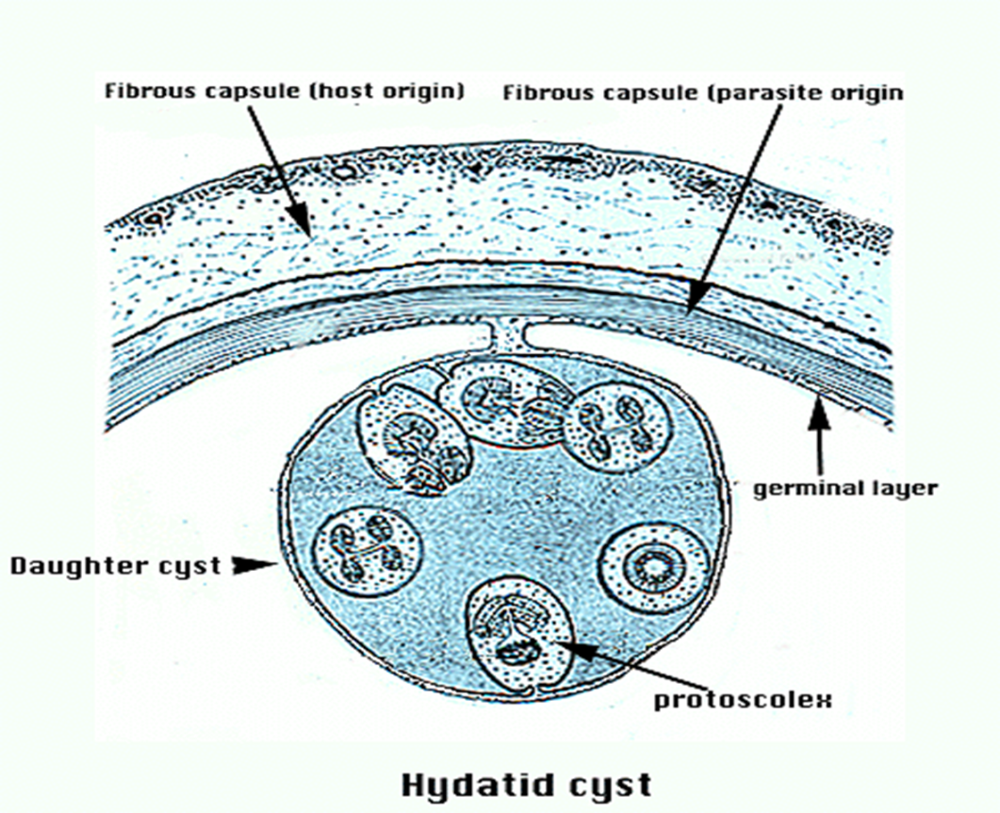 Fibrous capsule (host origin)
Fibrous capsule (parasite origin
germinal layer
Daughter cyst
protoscolex
Hydatid cyst